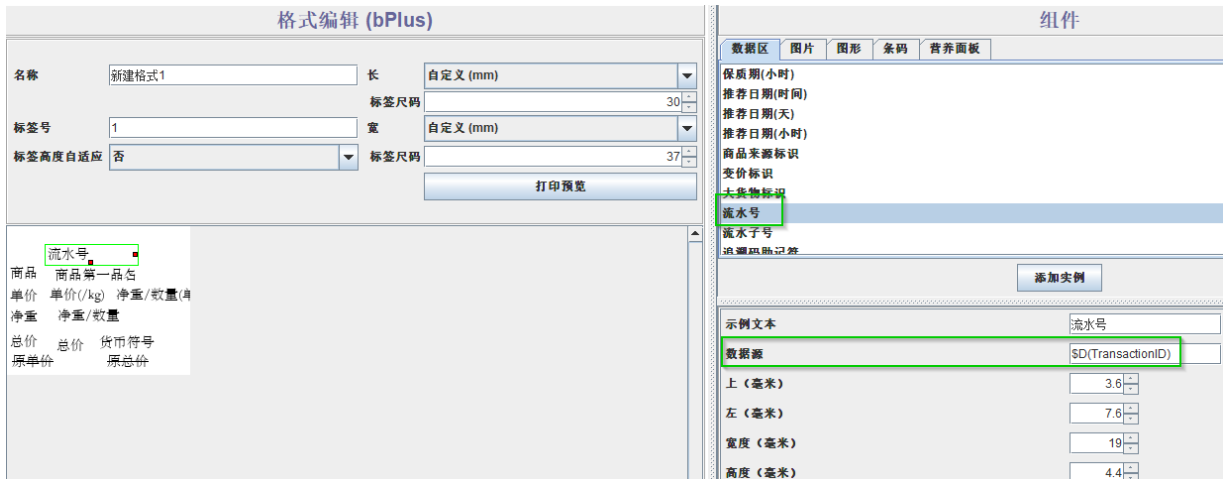 格式编辑 (bPlus)
名称 新建格式1 长 自定义 (mm)
标签尺码 30
标签号 1 宽 自定义 (mm)
标签高度自适应 否 标签尺码 37
打印预览
流水号
商品 商品第一品名
单价 单价(/kg) 净重/数量(单
净重 净重/数量
总价 总价 货币符号
原单价 原总价
组件
数据区 图片 图形 条码 营养面板
保质期(小时)
推荐日期(时间)
推荐日期(天)
推荐日期(小时)
商品来源标识
变价标识
大货物标识
流水号
流水子号
追溯码助记符
添加实例
示例文本 流水号
数据源 $D(TransactionID)
上（毫米） 3.6
左（毫米） 7.6
宽度（毫米） 19
高度（毫米） 4.4